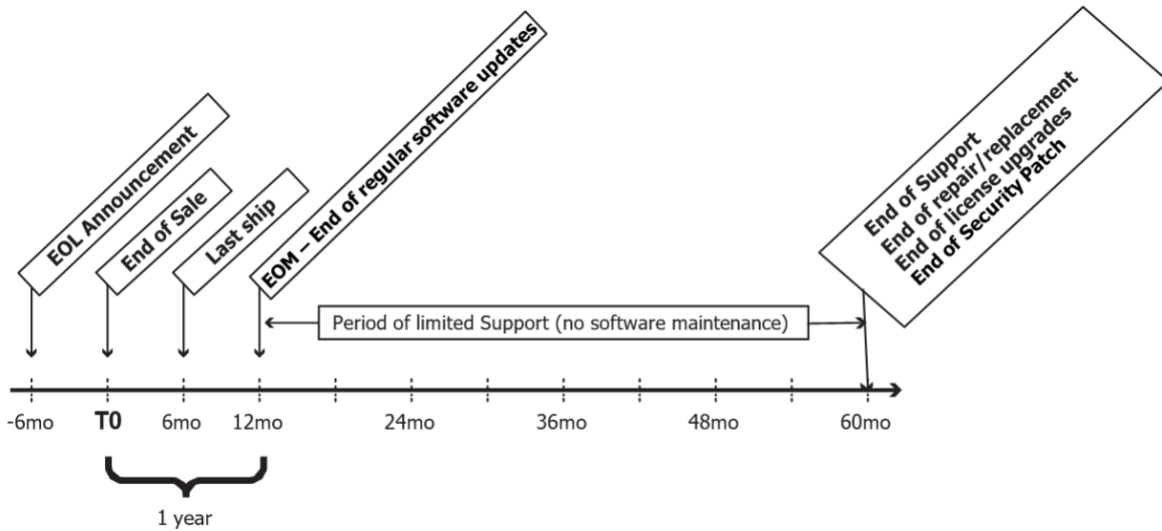 EOL Announcement
End of Sale
Last ship
EOM – End of regular software updates
End of Support
End of repair/replacement
End of license upgrades
End of Security Patch
Period of limited Support (no software maintenance)
-6mo T0 6mo 12mo 24mo 36mo 48mo 60mo
1 year